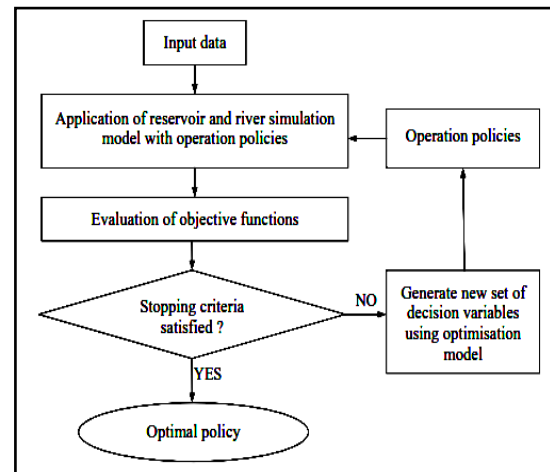 Input data
Application of reservoir and river simulation
model with operation policies
Operation policies
Evaluation of objective functions
Stopping criteria
satisfied ?
NO
Generate new set of
decision variables
using optimisation
model
YES
Optimal policy